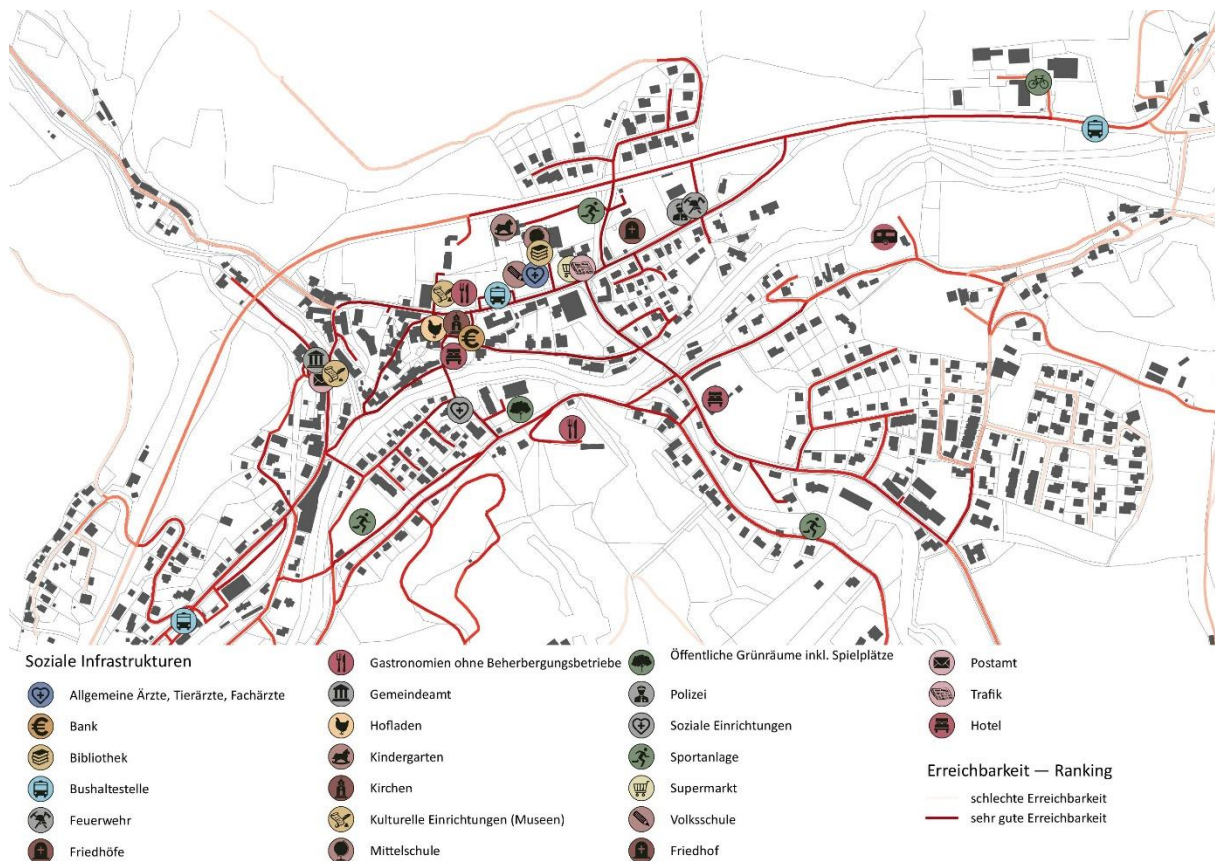 Soziale Infrastrukturen
Allgemeine Ärzte, Tierärzte, Fachärzte
Bank
Bibliothek
Bushaltestelle
Feuerwehr
Friedhöfe
Gastronomien ohne Beherbergungsbetriebe
Gemeindeamt
Hofladen
Kindergarten
Kirchen
Kulturelle Einrichtungen (Museen)
Mittelschule
Öffentliche Grünräume inkl. Spielplätze
Polizei
Soziale Einrichtungen
Sportanlage
Supermarkt
Volksschule
Friedhof
Postamt
Trafik
Hotel
Erreichbarkeit — Ranking
schlechte Erreichbarkeit
sehr gute Erreichbarkeit